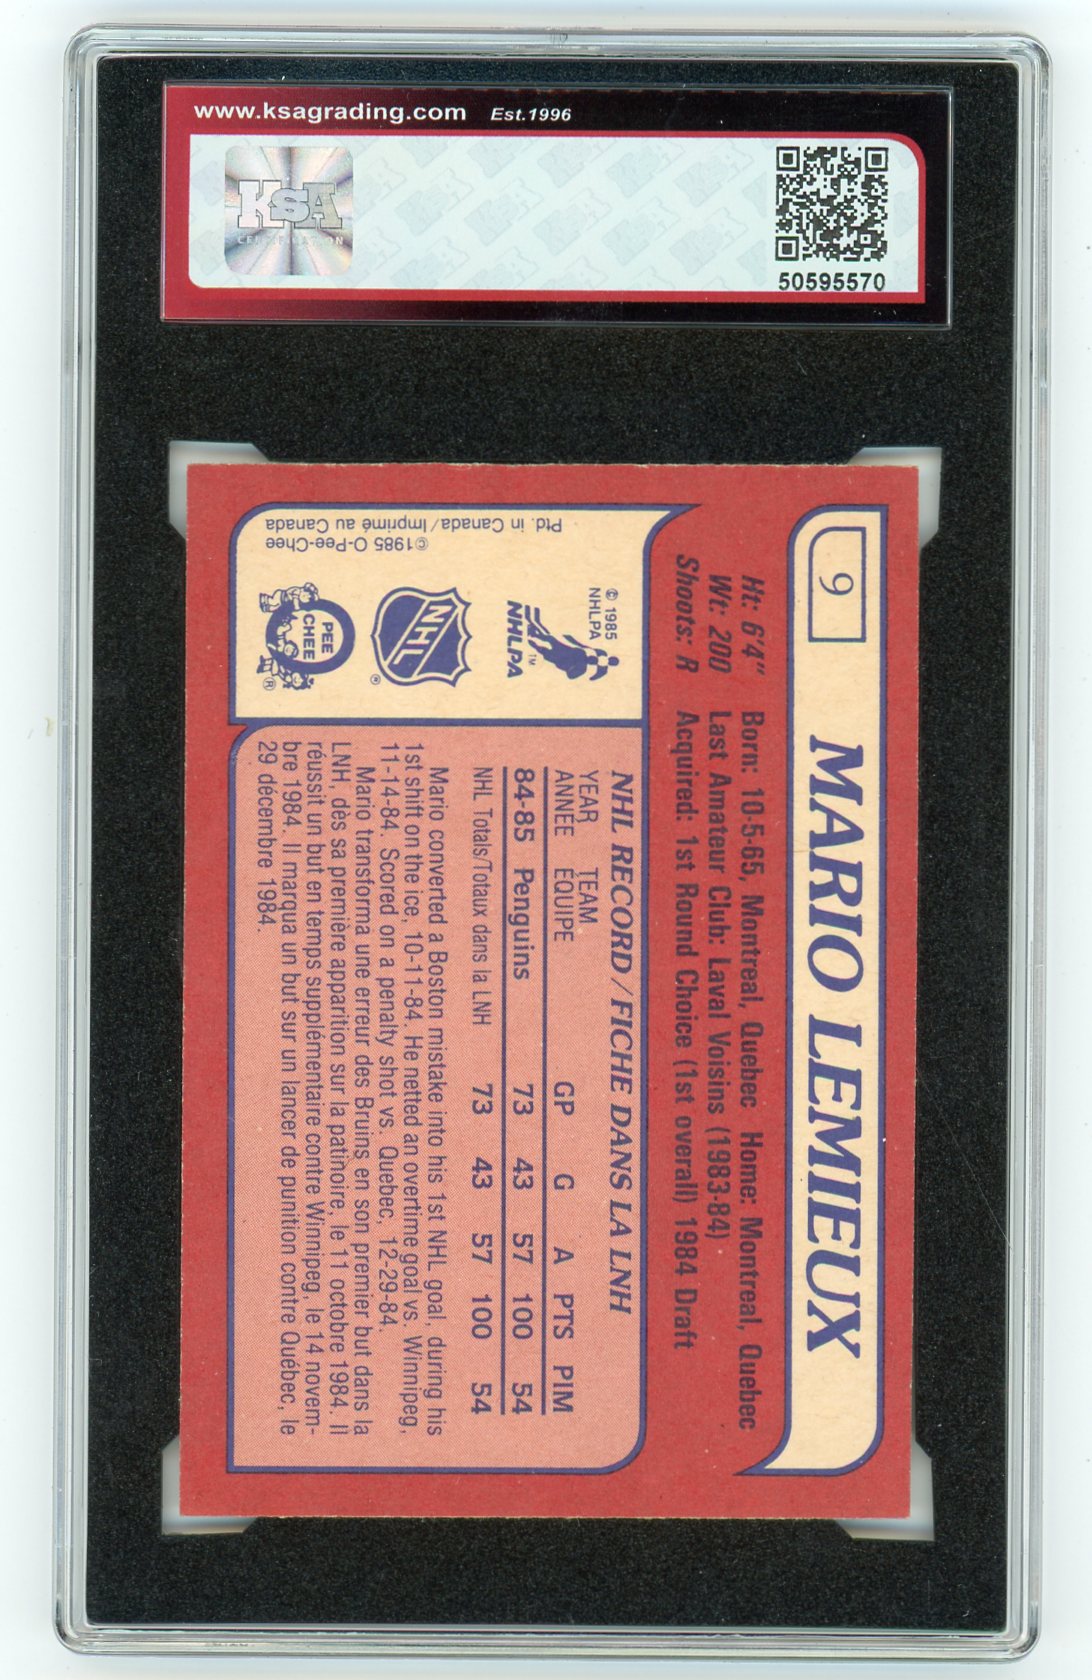 www.ksagrading.com Est.1996
KSA
CERTIFICATION
50595570
9
MARIO LEMIEUX
Ht: 6'4" Born: 10-5-65, Montreal, Quebec Home: Montreal, Quebec
Wt: 200 Last Amateur Club: Laval Voisins (1983-84)
Shoots: R Acquired: 1st Round Choice (1st overall) 1984 Draft
© 1985
NHLPA
NHLPA™
NHL®
O PEE
CHEE®
©1985 O-Pee-Chee
Ptd. in Canada/Imprimé au Canada
NHL RECORD/FICHE DANS LA LNH
YEAR TEAM
ANNÉE ÉQUIPE GP G A PTS PIM
84-85 Penguins 73 43 57 100 54
NHL Totals/Totaux dans la LNH 73 43 57 100 54
Mario converted a Boston mistake into his 1st NHL goal, during his
1st shift on the ice, 10-11-84. He netted an overtime goal vs. Winnipeg,
11-14-84. Scored on a penalty shot vs. Quebec, 12-29-84.
Mario transforma une erreur des Bruins en son premier but dans la
LNH, dès sa première apparition sur la patinoire, le 11 octobre 1984. Il
réussit un but en temps supplémentaire contre Winnipeg, le 14 novem-
bre 1984. Il marqua un but sur un lancer de punition contre Québec, le
29 décembre 1984.